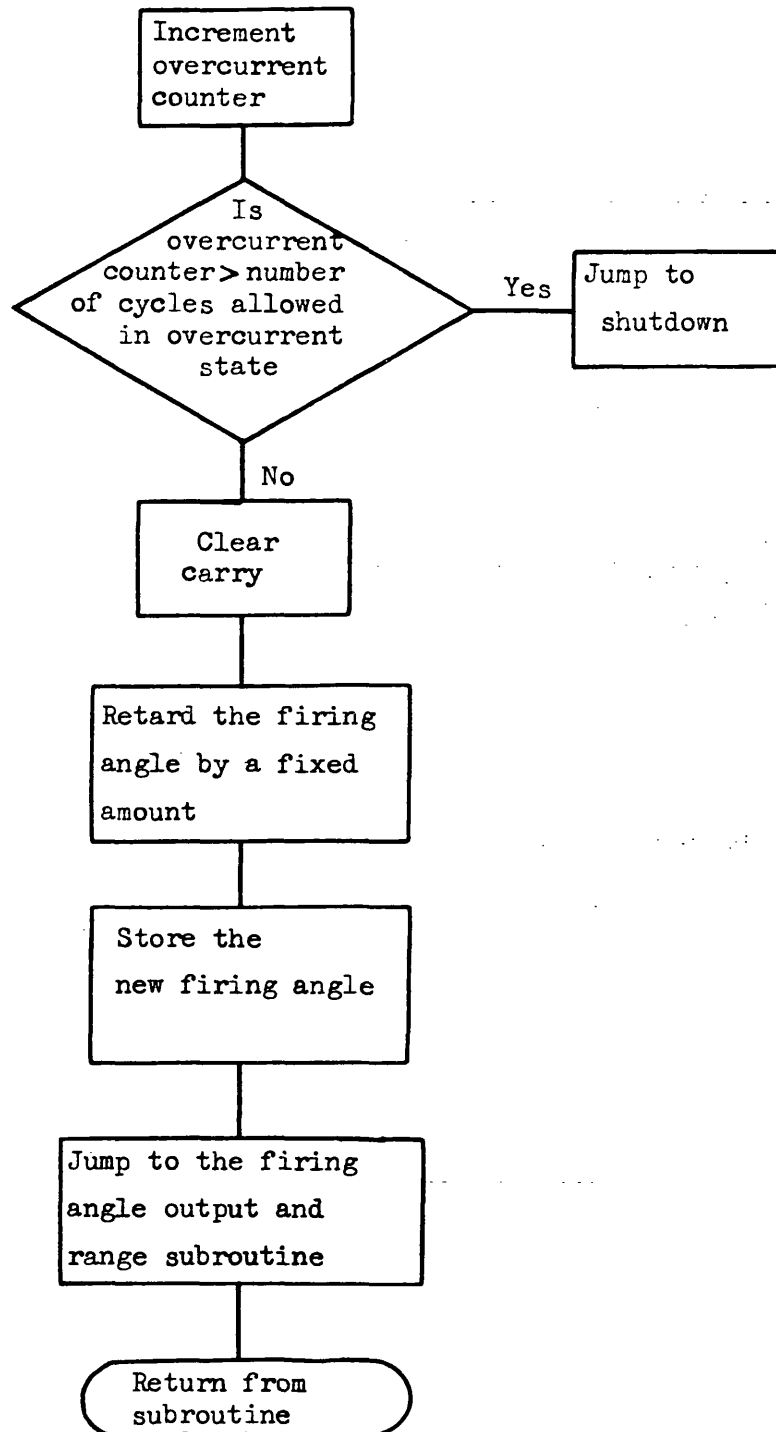 Increment
overcurrent
counter
Is
overcurrent
counter>number
of cycles allowed
in overcurrent
state
Yes
Jump to
shutdown
No
Clear
carry
Retard the firing
angle by a fixed
amount
Store the
new firing angle
Jump to the firing
angle output and
range subroutine
Return from
subroutine